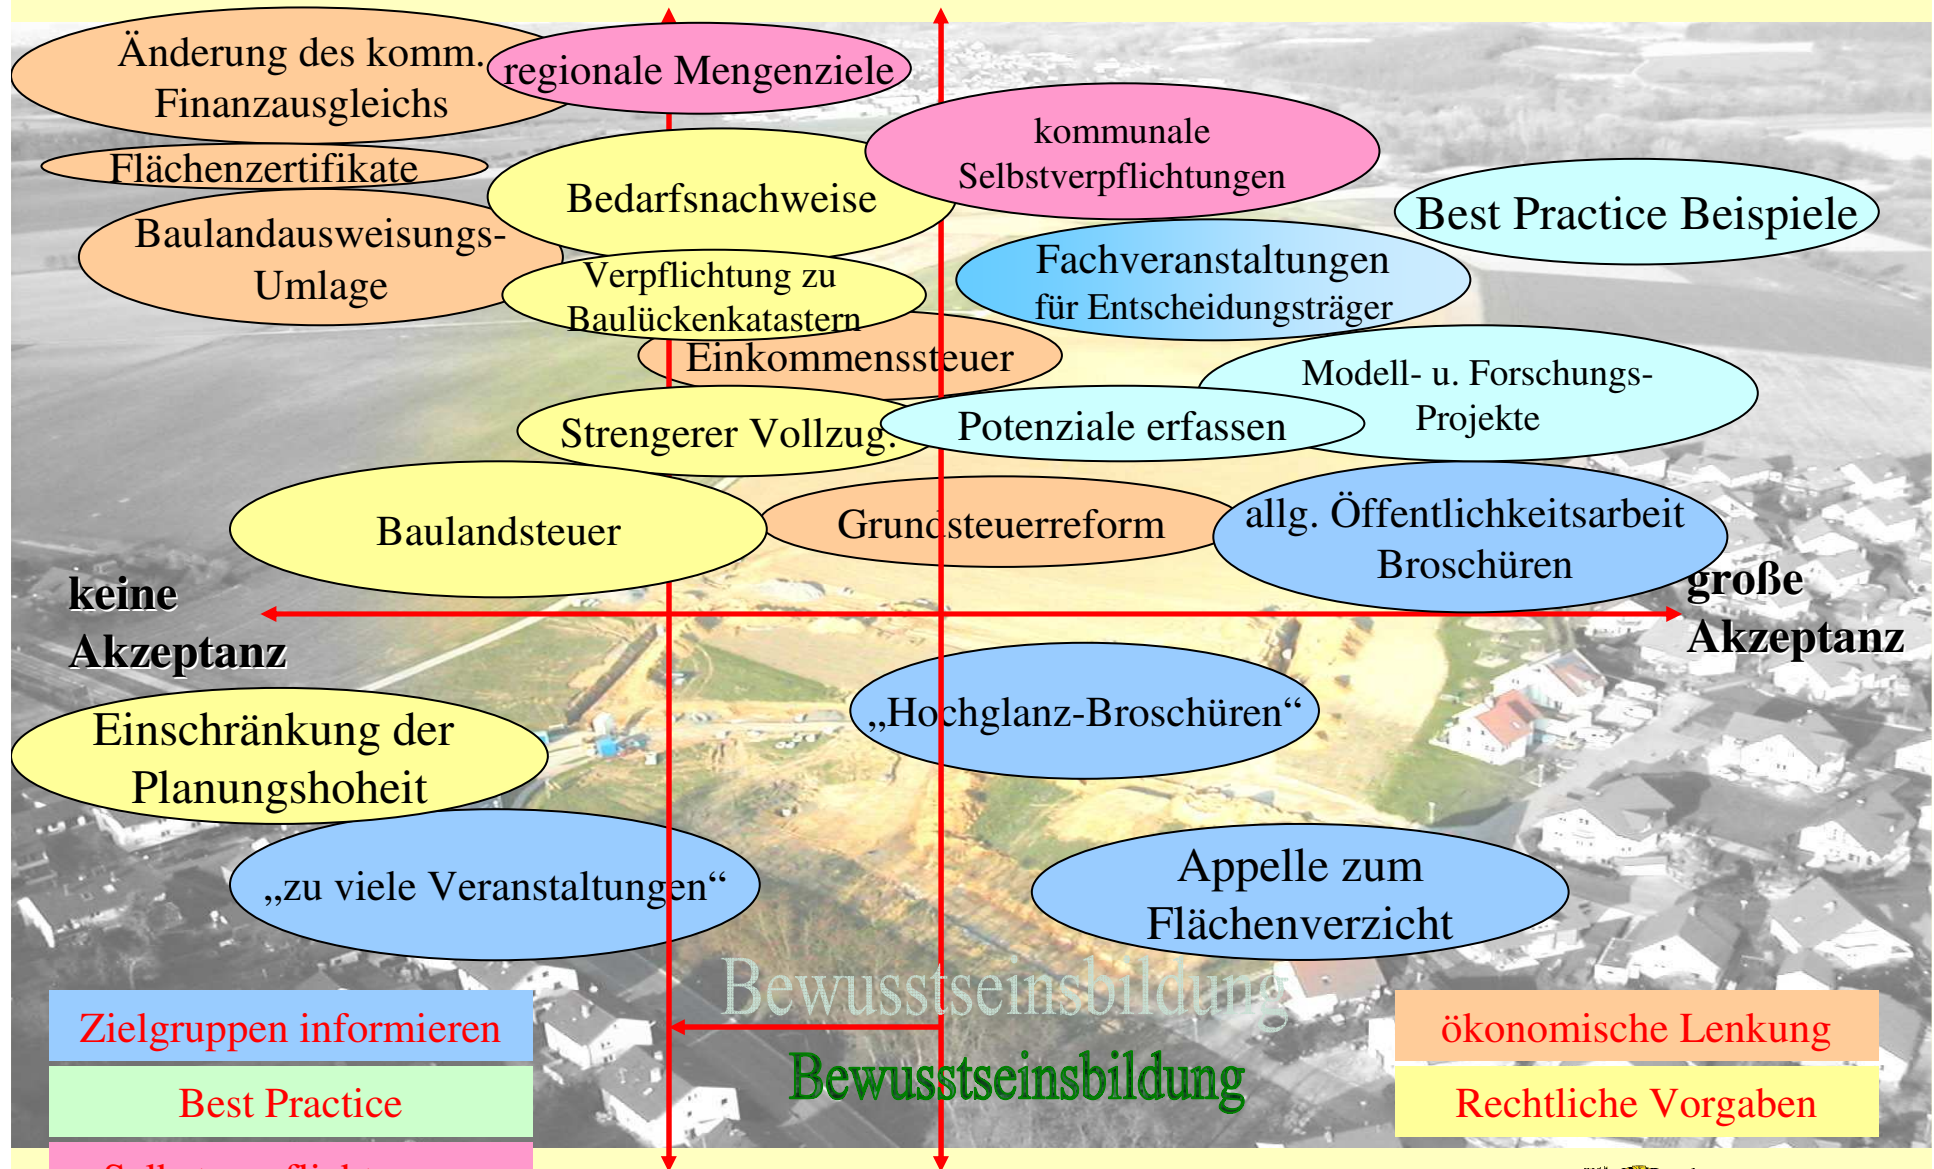 Änderung des komm.
Finanzausgleichs
regionale Mengenziele
kommunale
Selbstverpflichtungen
Flächenzertifikate
Bedarfsnachweise
Best Practice Beispiele
Baulandausweisungs-
Umlage
Verpflichtung zu
Baulückenkatastern
Fachveranstaltungen
für Entscheidungsträger
Einkommenssteuer
Modell- u. Forschungs-
Projekte
Strengerer Vollzug.
Potenziale erfassen
Baulandsteuer
Grundsteuerreform
allg. Öffentlichkeitsarbeit
Broschüren
keine
Akzeptanz
große
Akzeptanz
„Hochglanz-Broschüren“
Einschränkung der
Planungshoheit
„zu viele Veranstaltungen“
Appelle zum
Flächenverzicht
Bewusstseinsbildung
Bewusstseinsbildung
Zielgruppen informieren
Best Practice
ökonomische Lenkung
Rechtliche Vorgaben